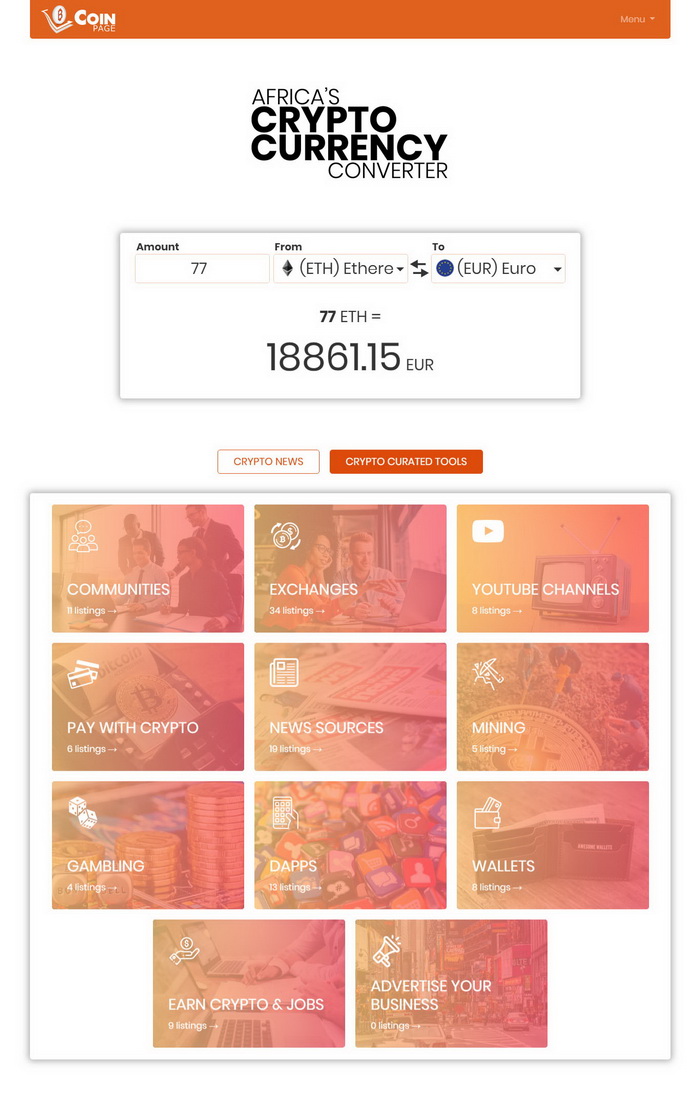 COIN
PAGE
Menu
AFRICA'S
CRYPTO
CURRENCY
CONVERTER
Amount From To
77 (ETH) Ethere (EUR) Euro
77 ETH =
18861.15 EUR
CRYPTO NEWS CRYPTO CURATED TOOLS
COMMUNITIES
11 listings →
EXCHANGES
34 listings →
YOUTUBE CHANNELS
8 listings →
PAY WITH CRYPTO
6 listings →
NEWS SOURCES
19 listings →
MINING
5 listing →
GAMBLING
4 listings →
DAPPS
13 listings →
WALLETS
8 listings →
EARN CRYPTO & JOBS
9 listings →
ADVERTISE YOUR
BUSINESS
0 listings →